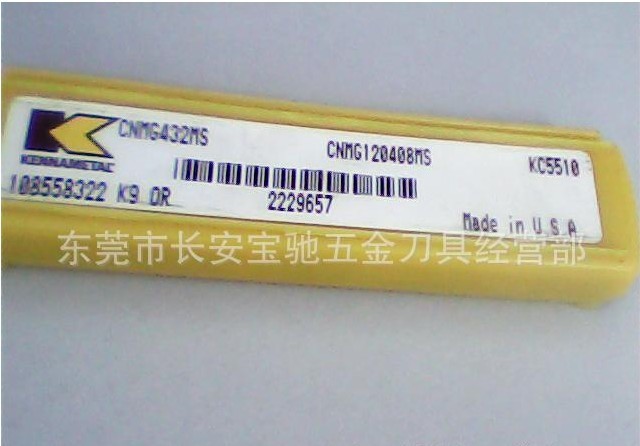 CNMG432MS
CNMG120408MS
KC5510
KENNAMETAL
108558322 K9 OR
2229657
Made in U.S.A
东莞市长安宝驰五金刀具经营部